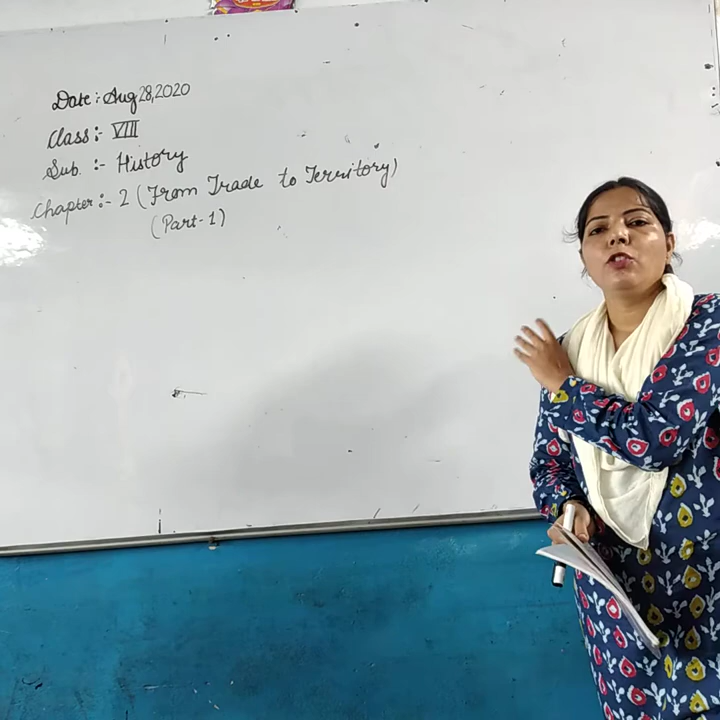 Date :- Aug 28, 2020
Class :- VIII
Sub. :- History
Chapter :- 2 (From Trade to Territory)
(Part-1)